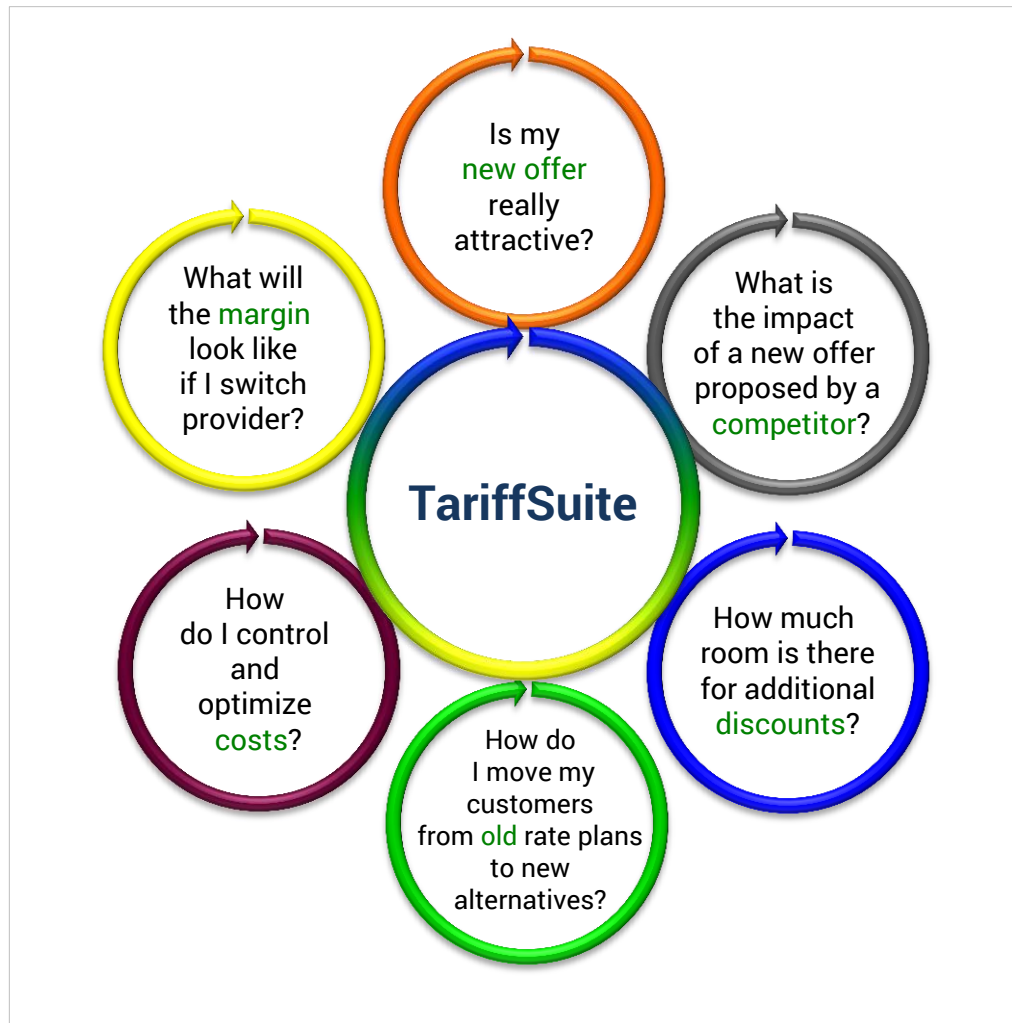 Is my
new offer
really
attractive?
What will
the margin
look like
if I switch
provider?
What is
the impact
of a new offer
proposed by a
competitor?
TariffSuite
How
do I control
and
optimize
costs?
How much
room is there
for additional
discounts?
How do
I move my
customers
from old rate plans
to new
alternatives?